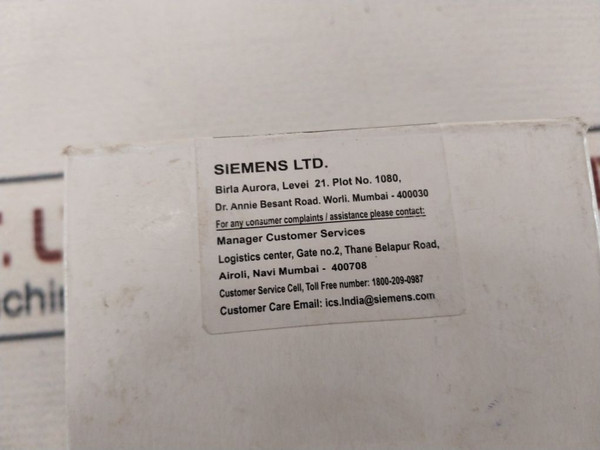 SIEMENS LTD.
Birla Aurora, Level 21. Plot No. 1080,
Dr. Annie Besant Road. Worli. Mumbai - 400030
For any consumer complaints / assistance please contact:
Manager Customer Services
Logistics center, Gate no.2, Thane Belapur Road,
Airoli, Navi Mumbai - 400708
Customer Service Cell, Toll Free number: 1800-209-0987
Customer Care Email: ics.India@siemens.com